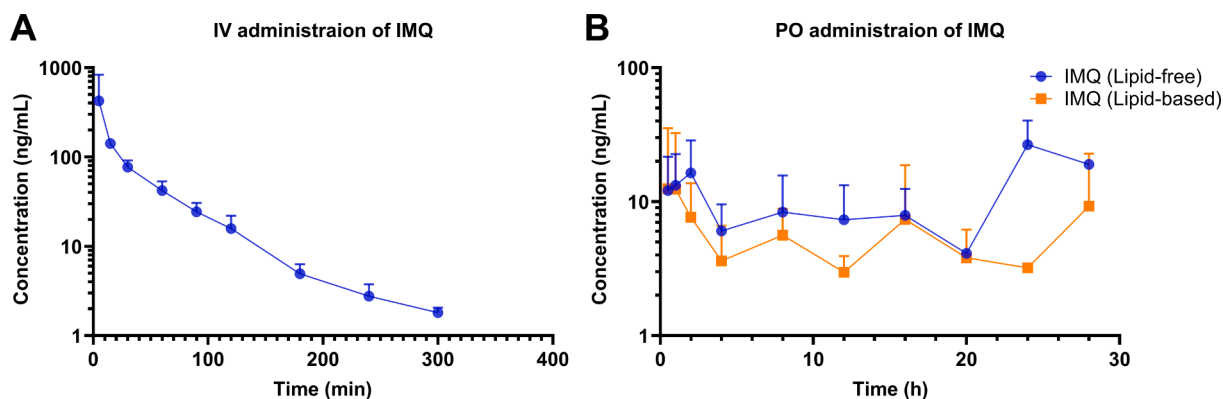 A
IV administraion of IMQ
1000
100
10
1
0
100
200
300
400
Concentration (ng/mL)
Time (min)
B
PO administraion of IMQ
100
10
1
0
10
20
30
Concentration (ng/mL)
Time (h)
IMQ (Lipid-free)
IMQ (Lipid-based)